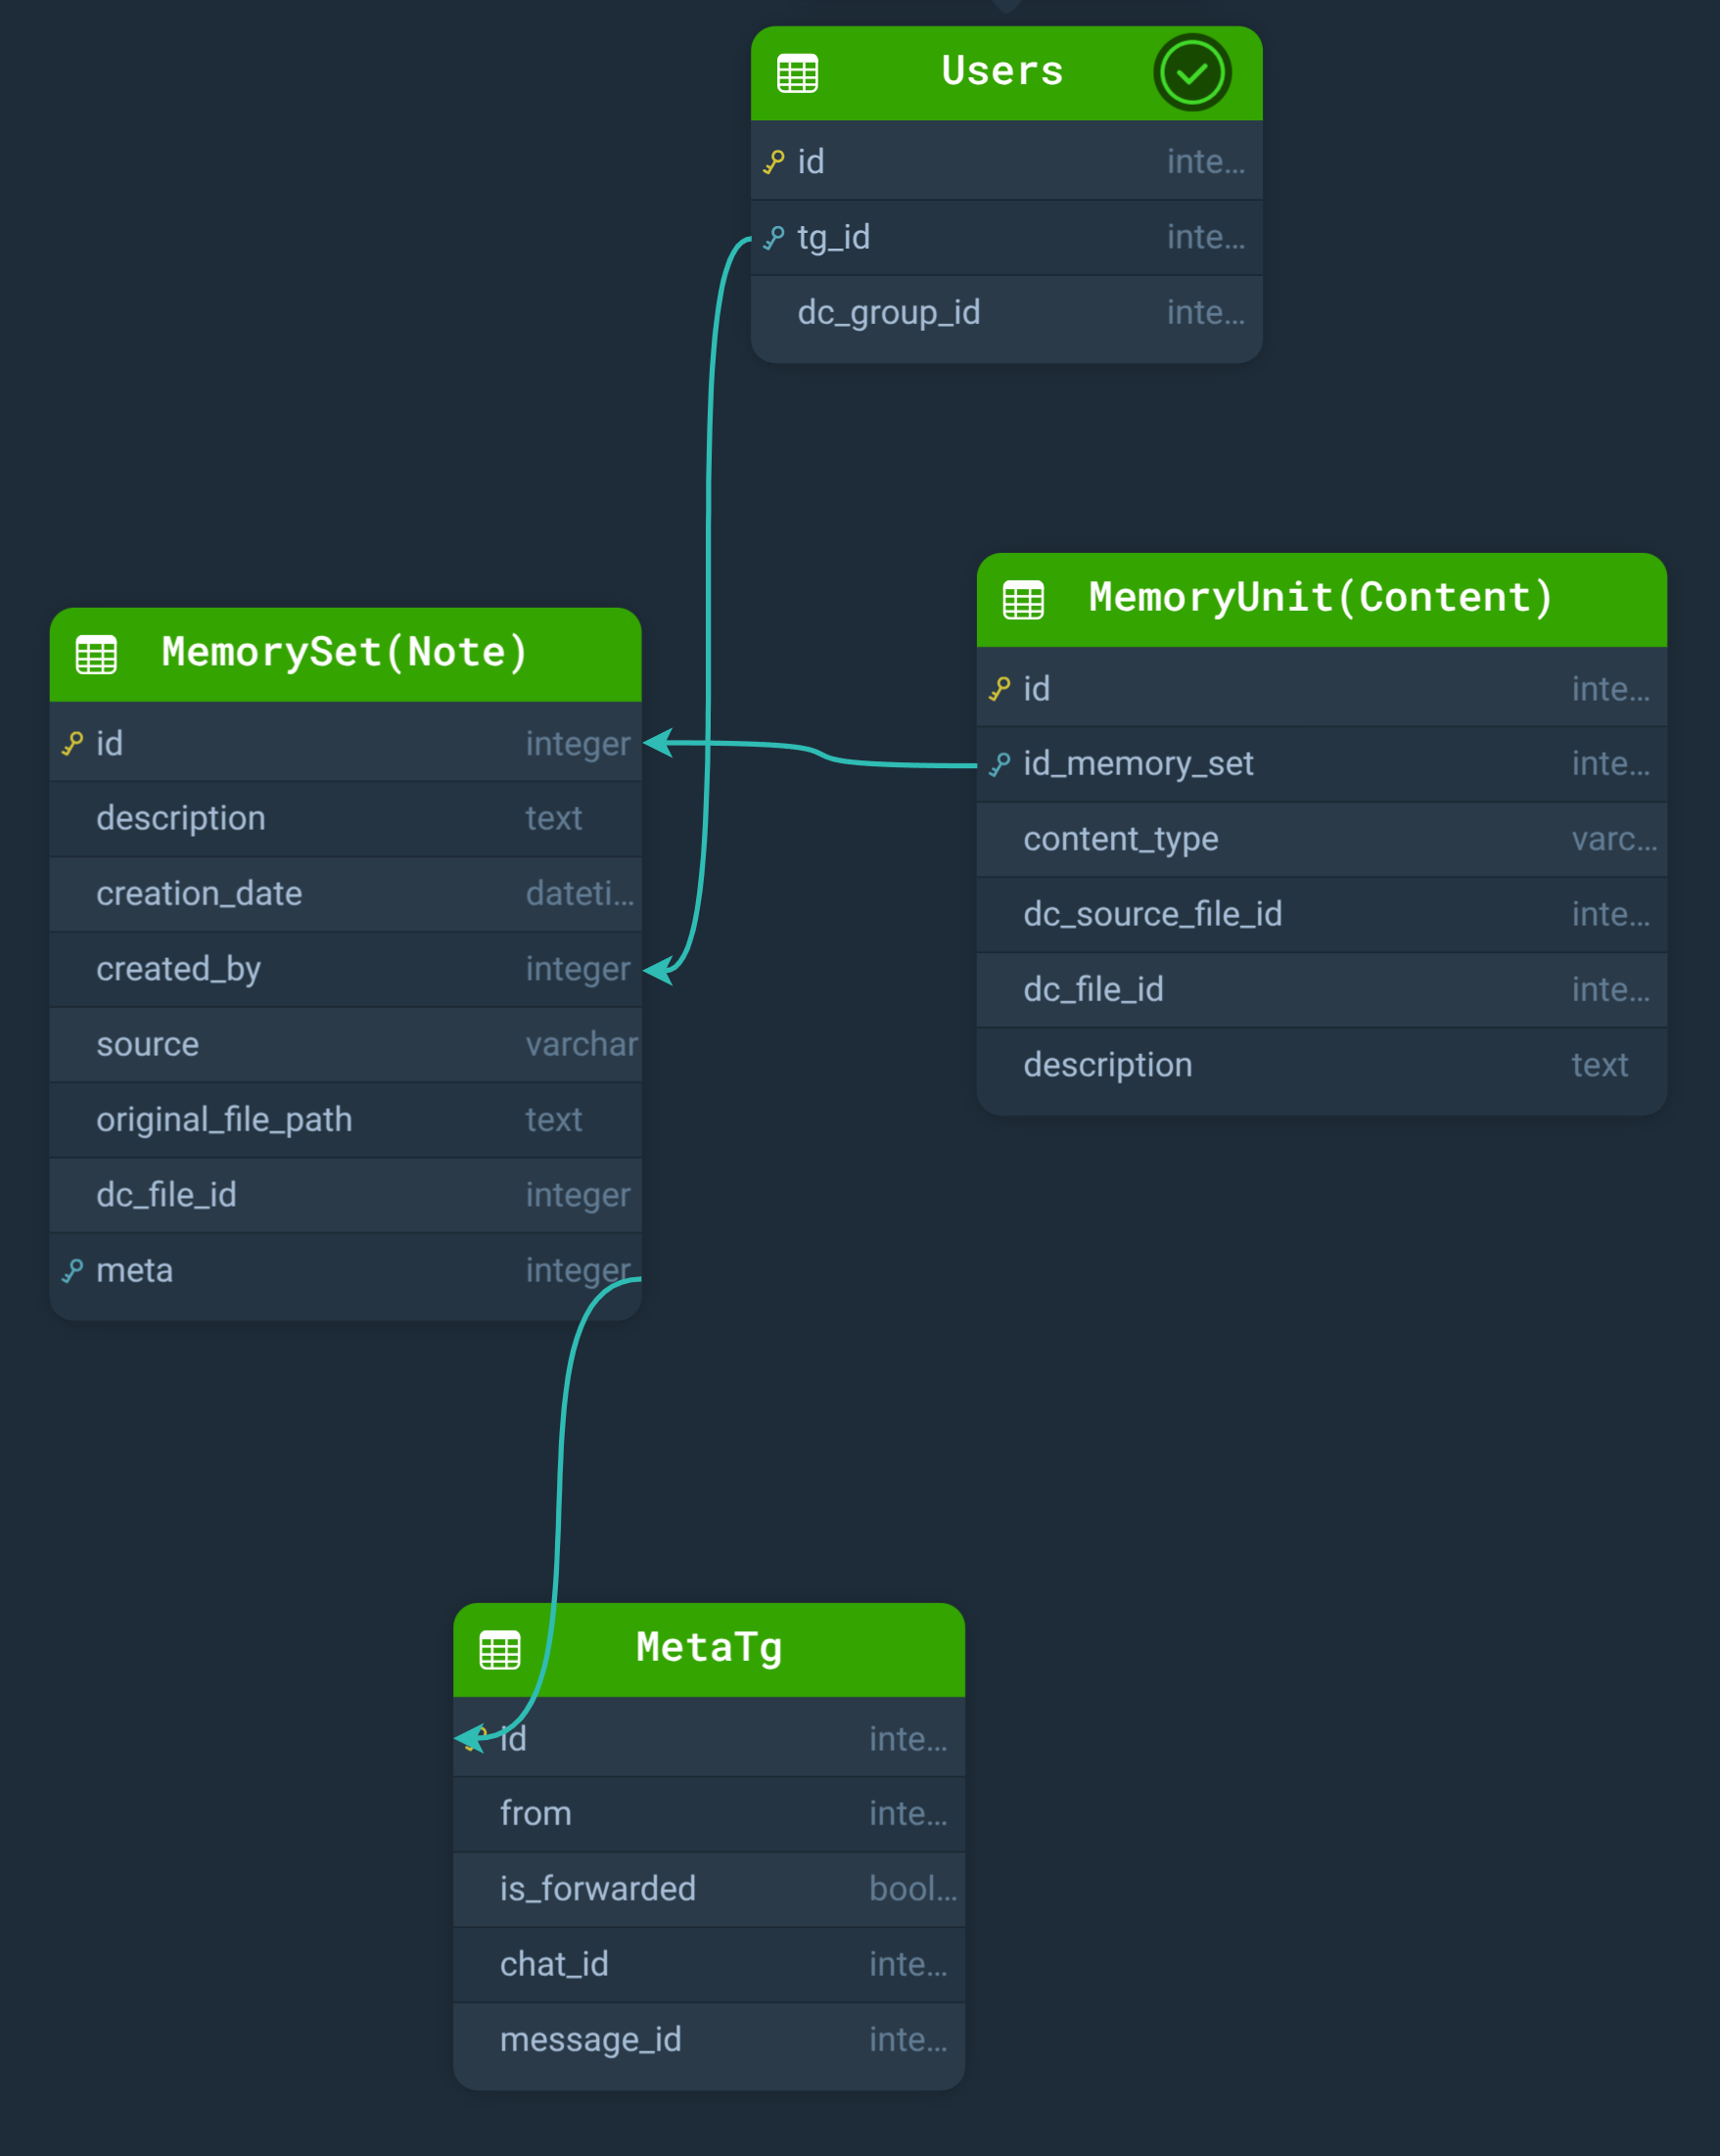 Users
id inte...
tg_id inte...
dc_group_id inte...
MemorySet(Note)
id integer
description text
creation_date dateti...
created_by integer
source varchar
original_file_path text
dc_file_id integer
meta integer
MemoryUnit(Content)
id inte...
id_memory_set inte...
content_type varc...
dc_source_file_id inte...
dc_file_id inte...
description text
MetaTg
id inte...
from inte...
is_forwarded bool...
chat_id inte...
message_id inte...